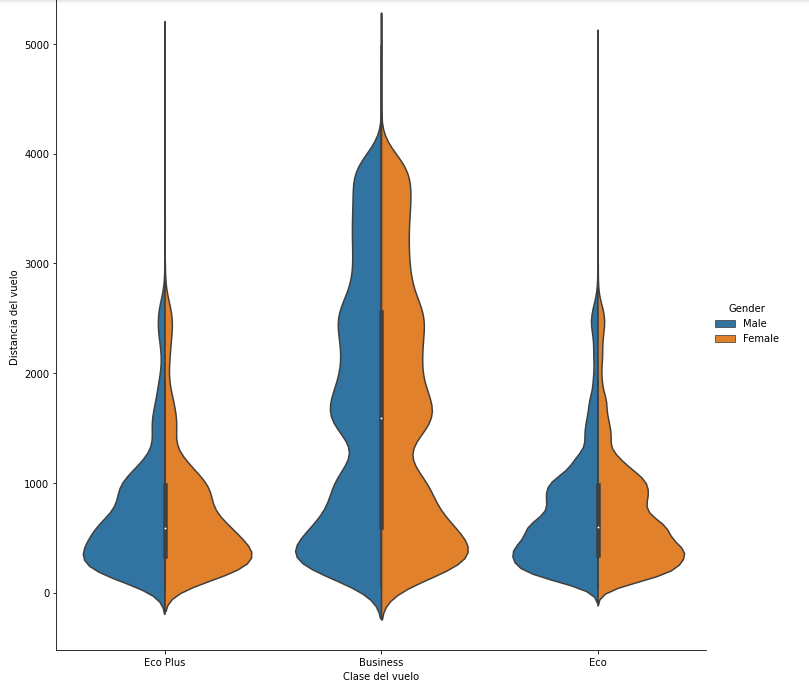 5000
4000
3000
2000
1000
0
Distancia del vuelo
Eco Plus
Business
Eco
Clase del vuelo
Gender
Male
Female